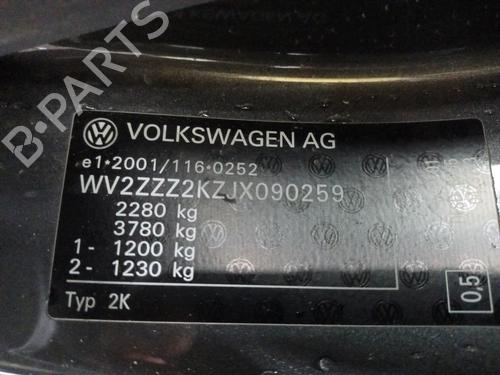 B-PARTS
VOLKSWAGEN AG
e1*2001/116*0252
WV2ZZZ2KZJX090259
2280 kg
3780 kg
1- 1200 kg
2- 1230 kg
Typ 2K
0,5